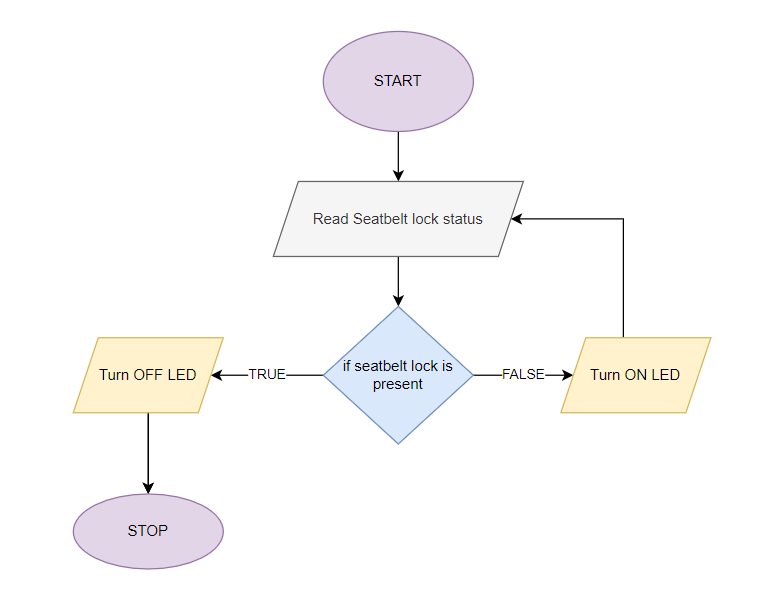 START
Read Seatbelt lock status
if seatbelt lock is
present
TRUE
FALSE
Turn OFF LED
Turn ON LED
STOP